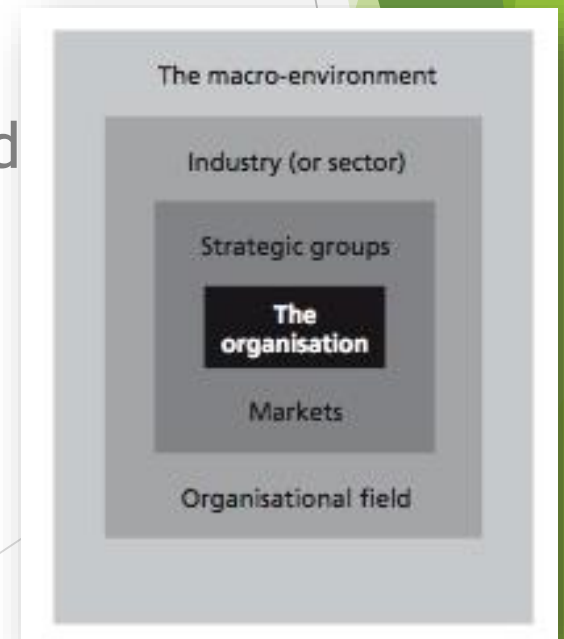 The macro-environment
d
Industry (or sector)
Strategic groups
The
organisation
Markets
Organisational field